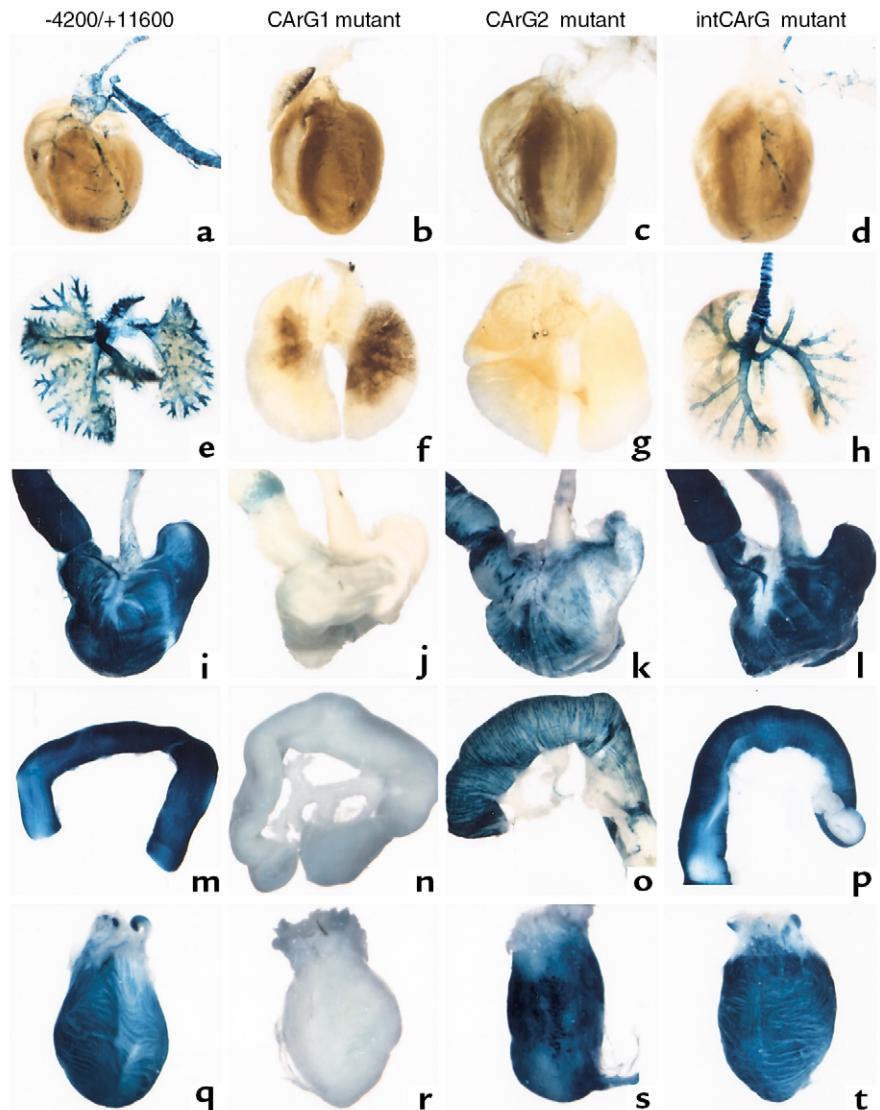 -4200/+11600 CArG1 mutant CArG2 mutant intCArG mutant
a b c d
e f g h
i j k l
m n o p
q r s t